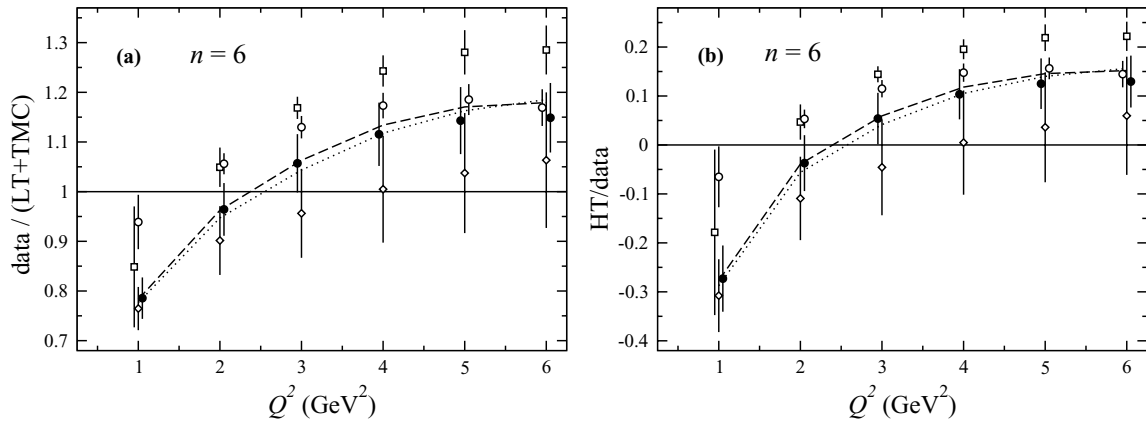 (a)
n = 6
1.3
1.2
1.1
1
0.9
0.8
0.7
data / (LT+TMC)
1 2 3 4 5 6
Q² (GeV²)
(b)
n = 6
0.2
0.1
0
-0.1
-0.2
-0.3
-0.4
HT/data
1 2 3 4 5 6
Q² (GeV²)